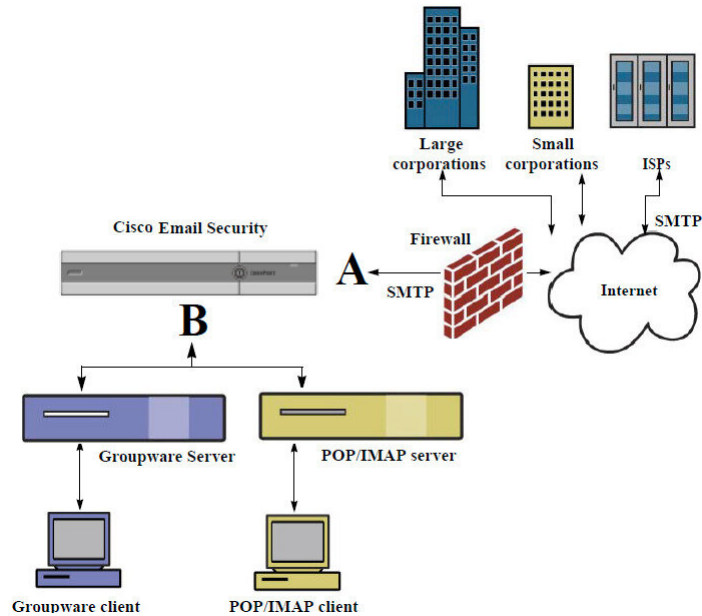 Large
corporations
Small
corporations
ISPs
SMTP
Cisco Email Security
Firewall
A
SMTP
Internet
B
Groupware Server
POP/IMAP server
Groupware client
POP/IMAP client